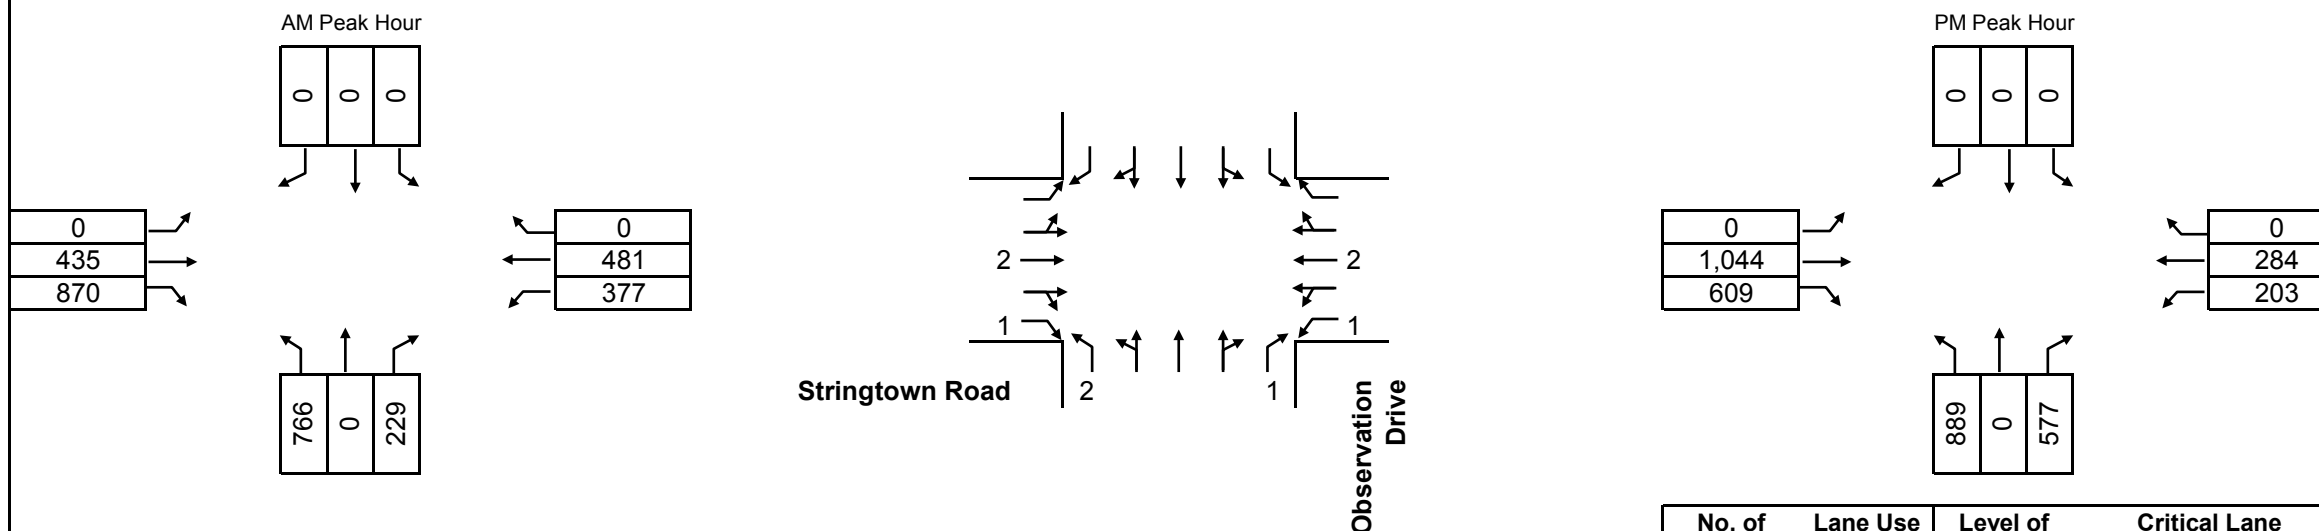 AM Peak Hour
PM Peak Hour
0 0 0
0 0 0
0
435
870
0
481
377
2
1
2
1
0
1,044
609
0
284
203
2
1
Stringtown Road
Observation
Drive
766 0 229
889 0 577
No. of Lane Use Level of Critical Lane